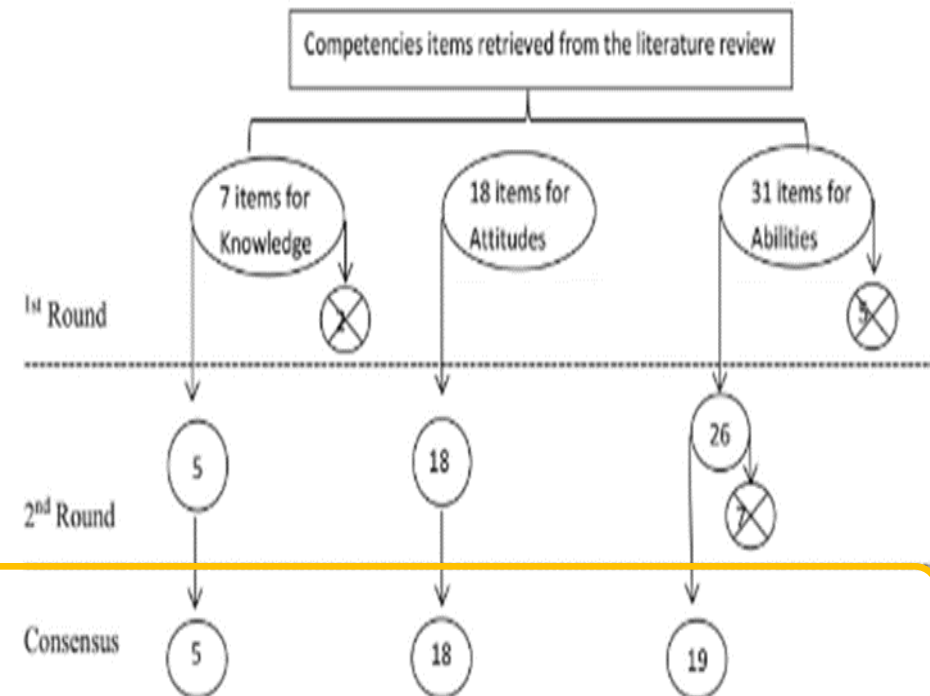 Competencies items retrieved from the literature review
7 items for
Knowledge
18 items for
Attitudes
31 items for
Abilities
1st Round
2
5
5
18
26
2nd Round
7
Consensus
5
18
19